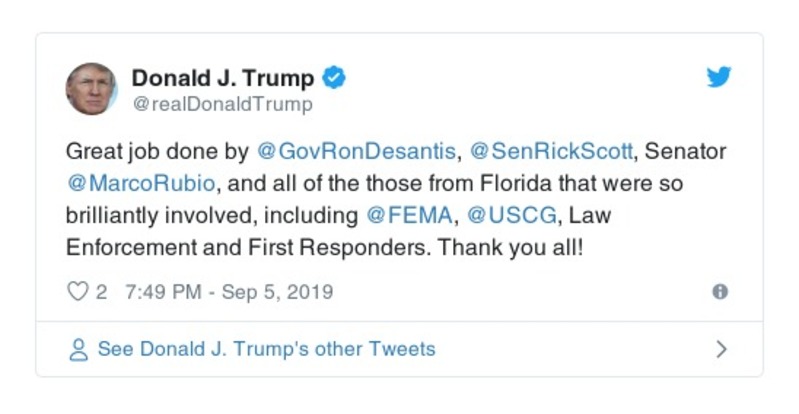 Donald J. Trump
@realDonaldTrump
Great job done by @GovRonDesantis, @SenRickScott, Senator
@MarcoRubio, and all of the those from Florida that were so
brilliantly involved, including @FEMA, @USCG, Law
Enforcement and First Responders. Thank you all!
2 7:49 PM - Sep 5, 2019
See Donald J. Trump's other Tweets